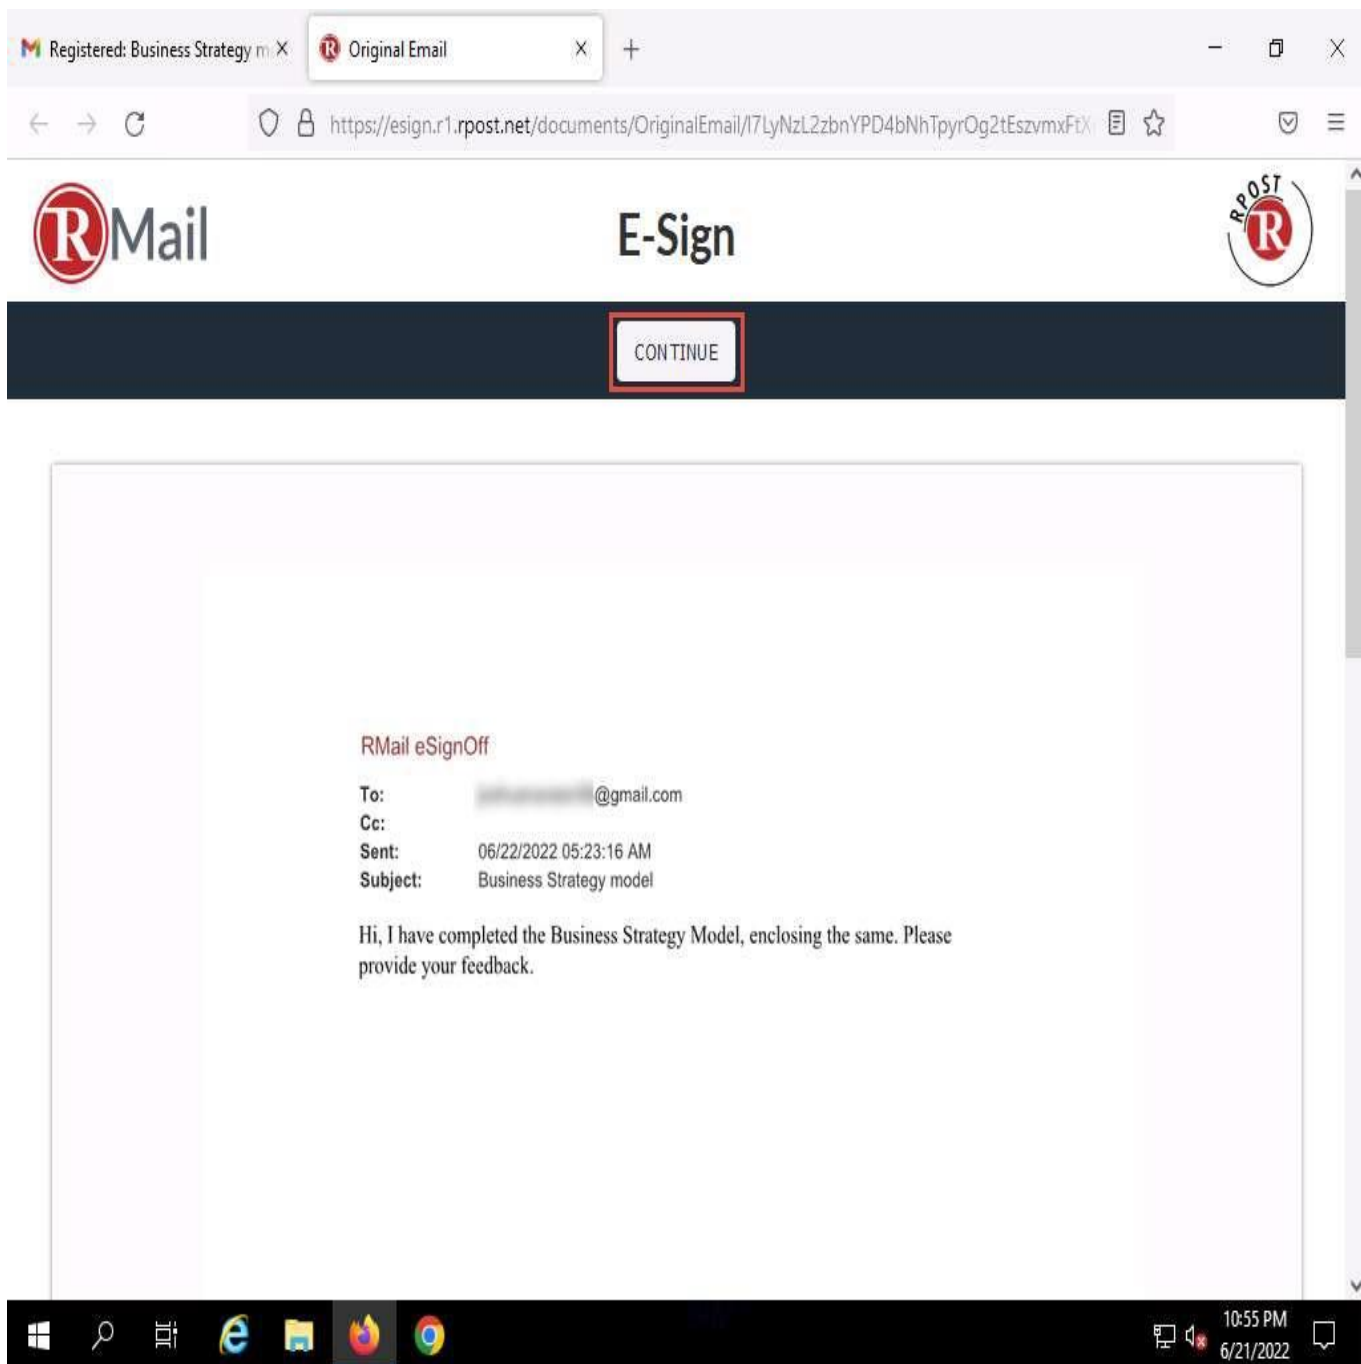 Registered: Business Strategy m
Original Email
https://esign.r1.rpost.net/documents/OriginalEmail/I7LyNzL2zbnYPD4bNhTpyrOg2tEszvmxFtX
RMail
E-Sign
RPOST R
CONTINUE
RMail eSignOff
To: @gmail.com
Cc:
Sent: 06/22/2022 05:23:16 AM
Subject: Business Strategy model
Hi, I have completed the Business Strategy Model, enclosing the same. Please
provide your feedback.
10:55 PM
6/21/2022